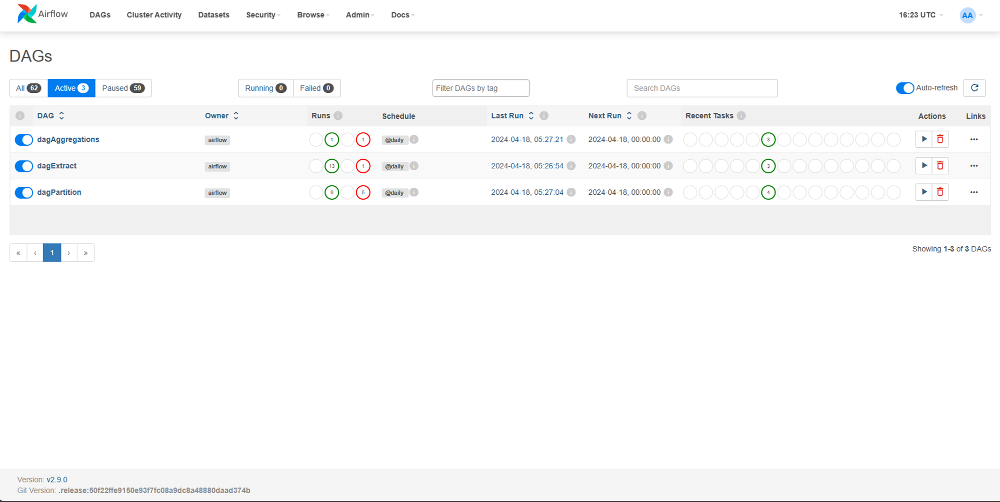 Airflow DAGs Cluster Activity Datasets Security Browse Admin Docs 16:23 UTC AA
DAGs
All 62 Active 3 Paused 59 Running 0 Failed 0 Filter DAGs by tag Search DAGs Auto-refresh
DAG Owner Runs Schedule Last Run Next Run Recent Tasks Actions Links
dagAggregations airflow 1 1 @daily 2024-04-18, 05:27:21 2024-04-18, 00:00:00 3
dagExtract airflow 13 1 @daily 2024-04-18, 05:26:54 2024-04-18, 00:00:00 3
dagPartition airflow 9 5 @daily 2024-04-18, 05:27:04 2024-04-18, 00:00:00 4
« ‹ 1 › » Showing 1-3 of 3 DAGs
Version: v2.9.0
Git Version: .release:50f22ffe9150e93f7fc08a9dc8a48880daad374b